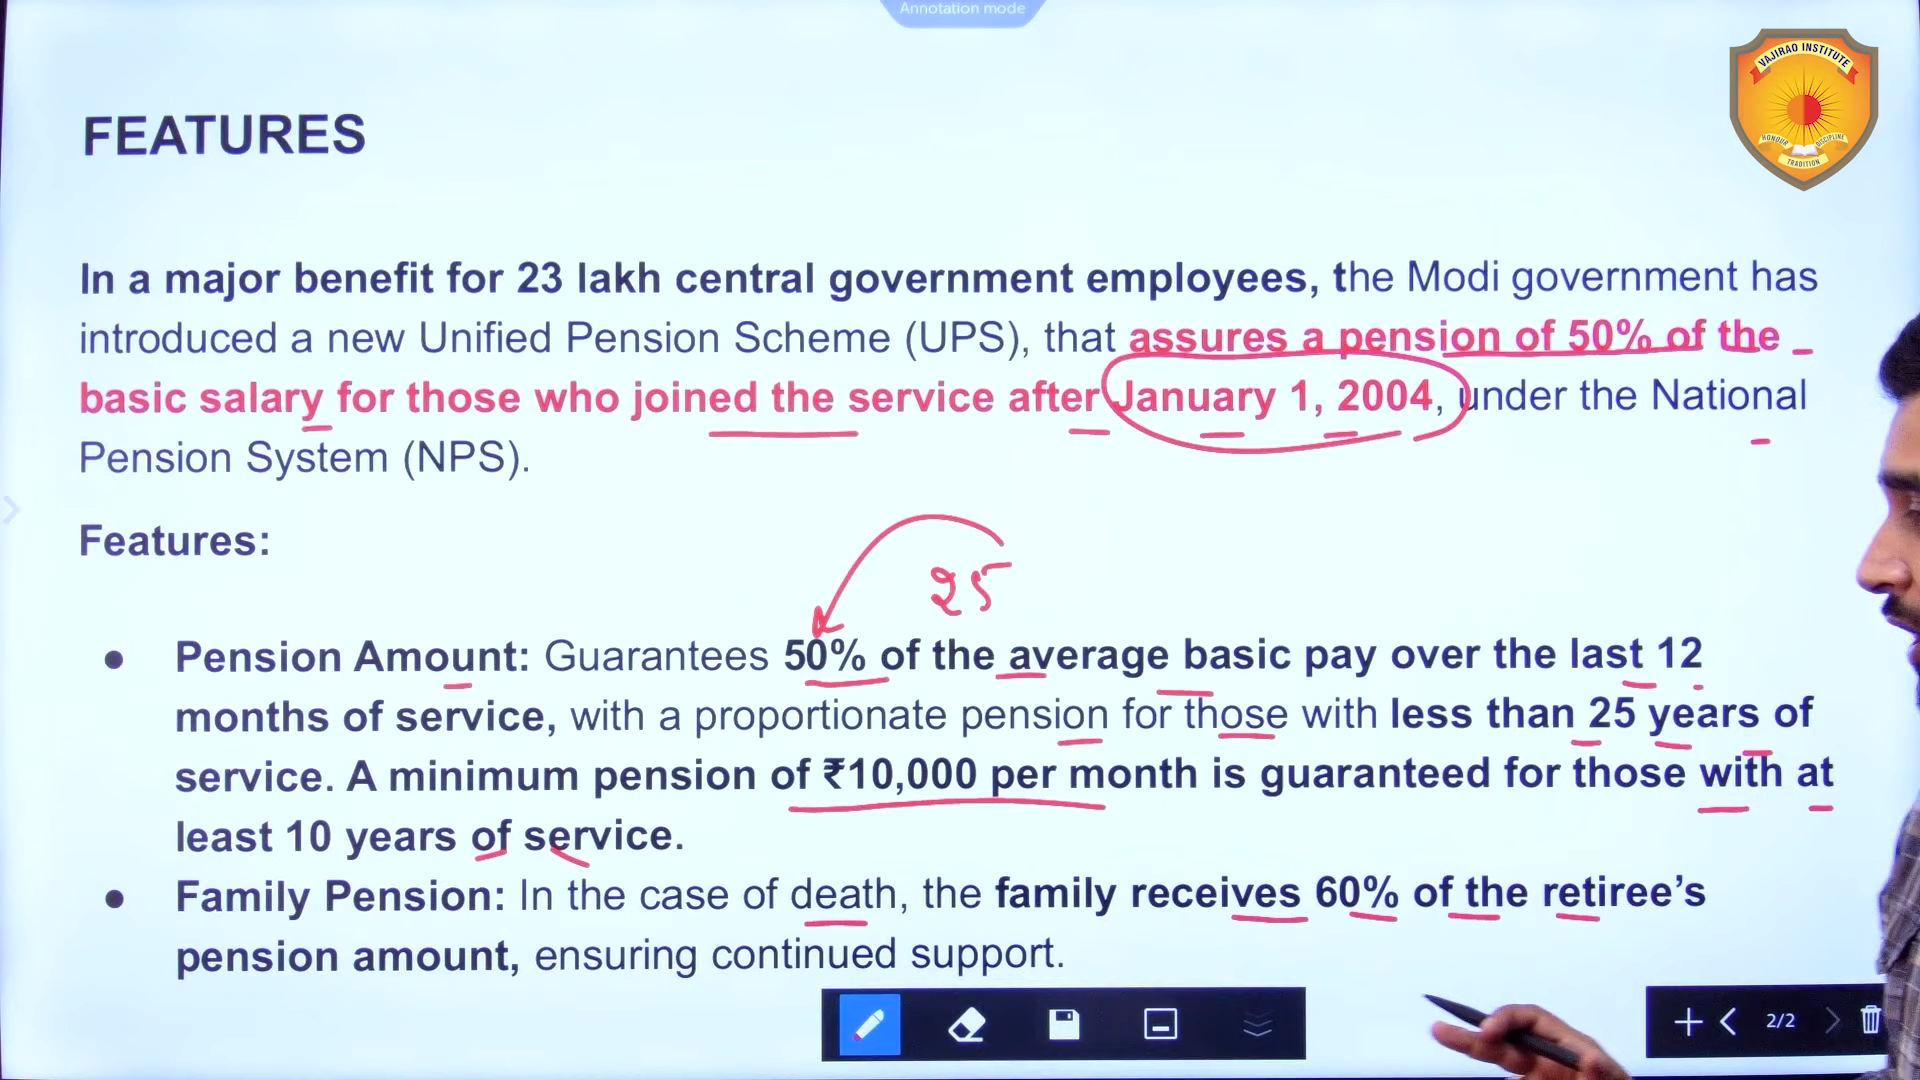 Annotation mode
VAJIRAO INSTITUTE
HONOUR
DISCIPLINE
TRADITION
FEATURES
In a major benefit for 23 lakh central government employees, the Modi government has
introduced a new Unified Pension Scheme (UPS), that assures a pension of 50% of the
basic salary for those who joined the service after January 1, 2004, under the National
Pension System (NPS).
Features:
25
● Pension Amount: Guarantees 50% of the average basic pay over the last 12
months of service, with a proportionate pension for those with less than 25 years of
service. A minimum pension of ₹10,000 per month is guaranteed for those with at
least 10 years of service.
● Family Pension: In the case of death, the family receives 60% of the retiree’s
pension amount, ensuring continued support.
2/2